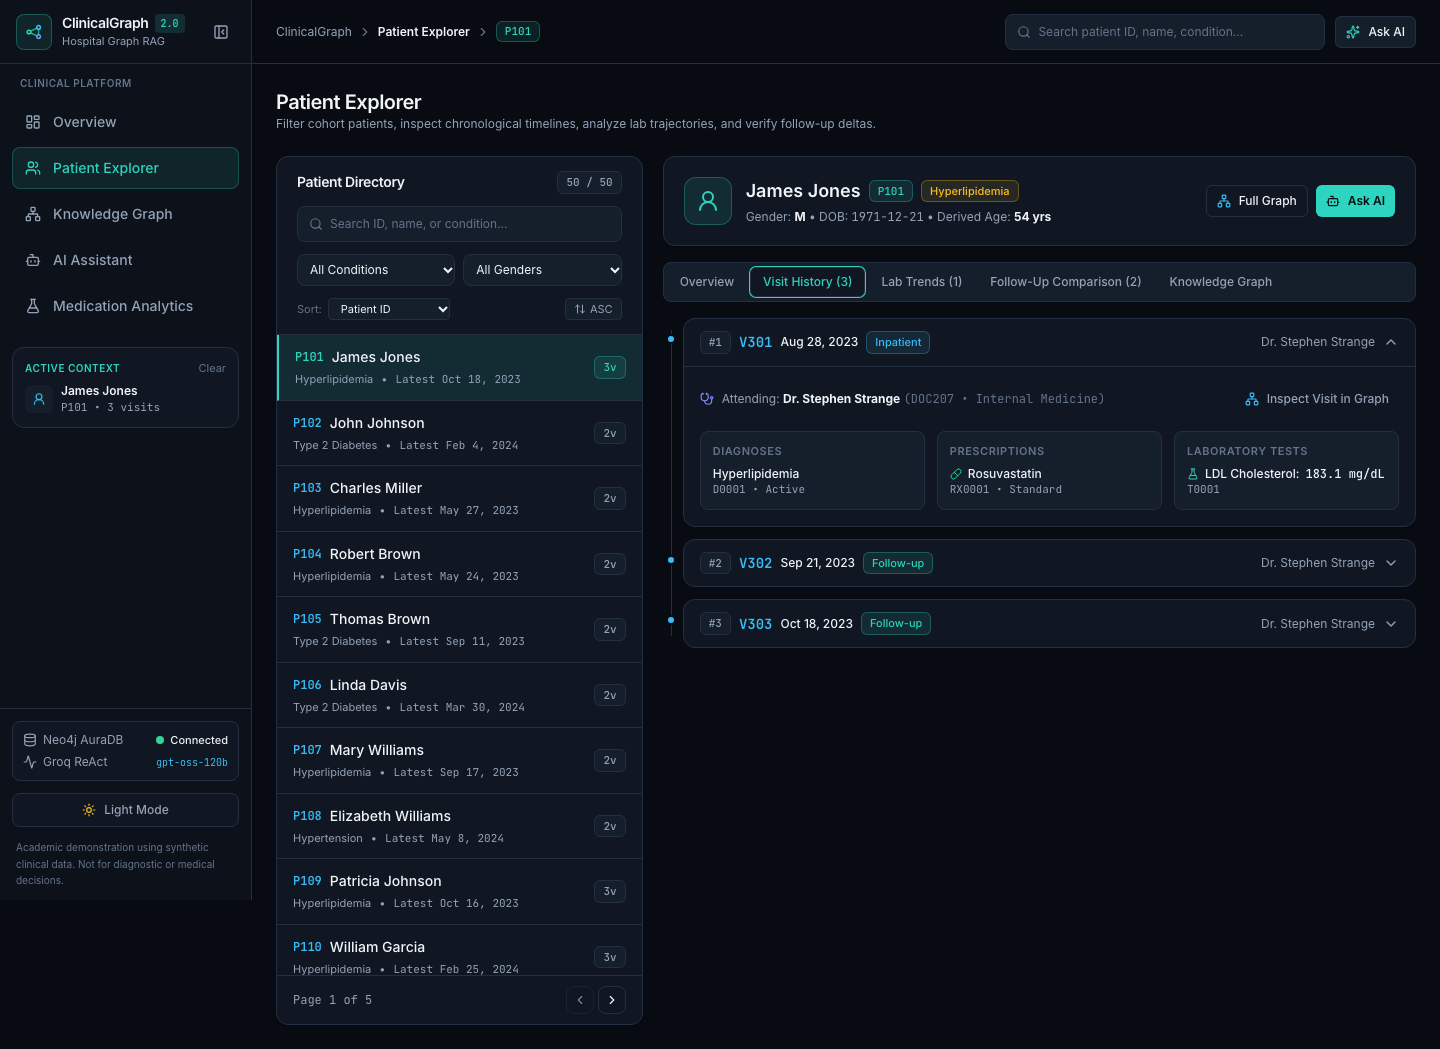 ClinicalGraph 2.0
Hospital Graph RAG
ClinicalGraph > Patient Explorer > P101
Search patient ID, name, condition...
Ask AI
CLINICAL PLATFORM
Overview
Patient Explorer
Knowledge Graph
AI Assistant
Medication Analytics
ACTIVE CONTEXT Clear
James Jones
P101 • 3 visits
Neo4j AuraDB Connected
Groq ReAct gpt-oss-120b
Light Mode
Academic demonstration using synthetic
clinical data. Not for diagnostic or medical
decisions.
Patient Explorer
Filter cohort patients, inspect chronological timelines, analyze lab trajectories, and verify follow-up deltas.
Patient Directory 50 / 50
Search ID, name, or condition...
All Conditions All Genders
Sort: Patient ID ASC
P101 James Jones 3v
Hyperlipidemia • Latest Oct 18, 2023
P102 John Johnson 2v
Type 2 Diabetes • Latest Feb 4, 2024
P103 Charles Miller 2v
Hyperlipidemia • Latest May 27, 2023
P104 Robert Brown 2v
Hyperlipidemia • Latest May 24, 2023
P105 Thomas Brown 2v
Type 2 Diabetes • Latest Sep 11, 2023
P106 Linda Davis 2v
Type 2 Diabetes • Latest Mar 30, 2024
P107 Mary Williams 2v
Hyperlipidemia • Latest Sep 17, 2023
P108 Elizabeth Williams 2v
Hypertension • Latest May 8, 2024
P109 Patricia Johnson 3v
Hyperlipidemia • Latest Oct 16, 2023
P110 William Garcia 3v
Hyperlipidemia • Latest Feb 25, 2024
Page 1 of 5
James Jones P101 Hyperlipidemia
Gender: M • DOB: 1971-12-21 • Derived Age: 54 yrs
Full Graph Ask AI
Overview Visit History (3) Lab Trends (1) Follow-Up Comparison (2) Knowledge Graph
#1 V301 Aug 28, 2023 Inpatient Dr. Stephen Strange
Attending: Dr. Stephen Strange (DOC207 • Internal Medicine) Inspect Visit in Graph
DIAGNOSES
Hyperlipidemia
D0001 • Active
PRESCRIPTIONS
Rosuvastatin
RX0001 • Standard
LABORATORY TESTS
LDL Cholesterol: 183.1 mg/dL
T0001
#2 V302 Sep 21, 2023 Follow-up Dr. Stephen Strange
#3 V303 Oct 18, 2023 Follow-up Dr. Stephen Strange